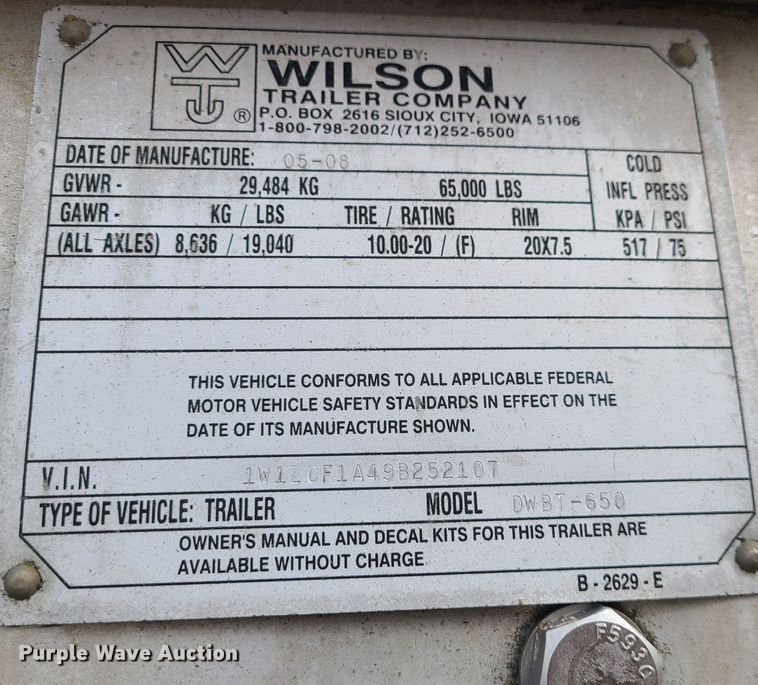 MANUFACTURED BY:
WILSON
TRAILER COMPANY
P.O. BOX 2616 SIOUX CITY, IOWA 51106
1-800-798-2002/(712)252-6500
WT ®
DATE OF MANUFACTURE: 05-08
COLD
INFL PRESS
KPA / PSI
GVWR - 29,484 KG 65,000 LBS
GAWR - KG / LBS TIRE / RATING RIM
(ALL AXLES) 8,636 / 19,040 10.00-20 / (F) 20X7.5 517 / 75
THIS VEHICLE CONFORMS TO ALL APPLICABLE FEDERAL
MOTOR VEHICLE SAFETY STANDARDS IN EFFECT ON THE
DATE OF ITS MANUFACTURE SHOWN.
V.I.N. 1W1ZCF1A49B252107
TYPE OF VEHICLE: TRAILER MODEL DWBT-650
OWNER'S MANUAL AND DECAL KITS FOR THIS TRAILER ARE
AVAILABLE WITHOUT CHARGE
B - 2629 - E
F593C
Purple Wave Auction